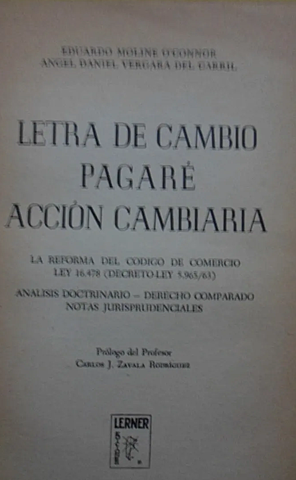 EDUARDO MOLINE O'CONNOR
ANGEL DANIEL VERGARA DEL CARRIL
LETRA DE CAMBIO
PAGARÉ
ACCIÓN CAMBIARIA
LA REFORMA DEL CODIGO DE COMERCIO
LEY 16.478 (DECRETO-LEY 5.965/63)
ANALISIS DOCTRINARIO — DERECHO COMPARADO
NOTAS JURISPRUDENCIALES
Prólogo del Profesor
CARLOS J. ZAVALA RODRÍGUEZ
LERNER